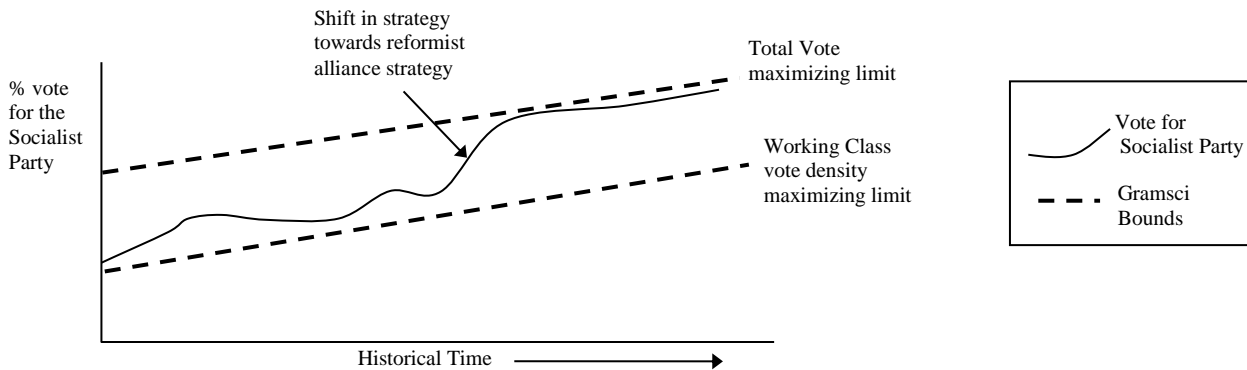 Shift in strategy
towards reformist
alliance strategy
% vote
for the
Socialist
Party
Total Vote
maximizing limit
Working Class
vote density
maximizing limit
Historical Time
Vote for
Socialist Party
Gramsci
Bounds